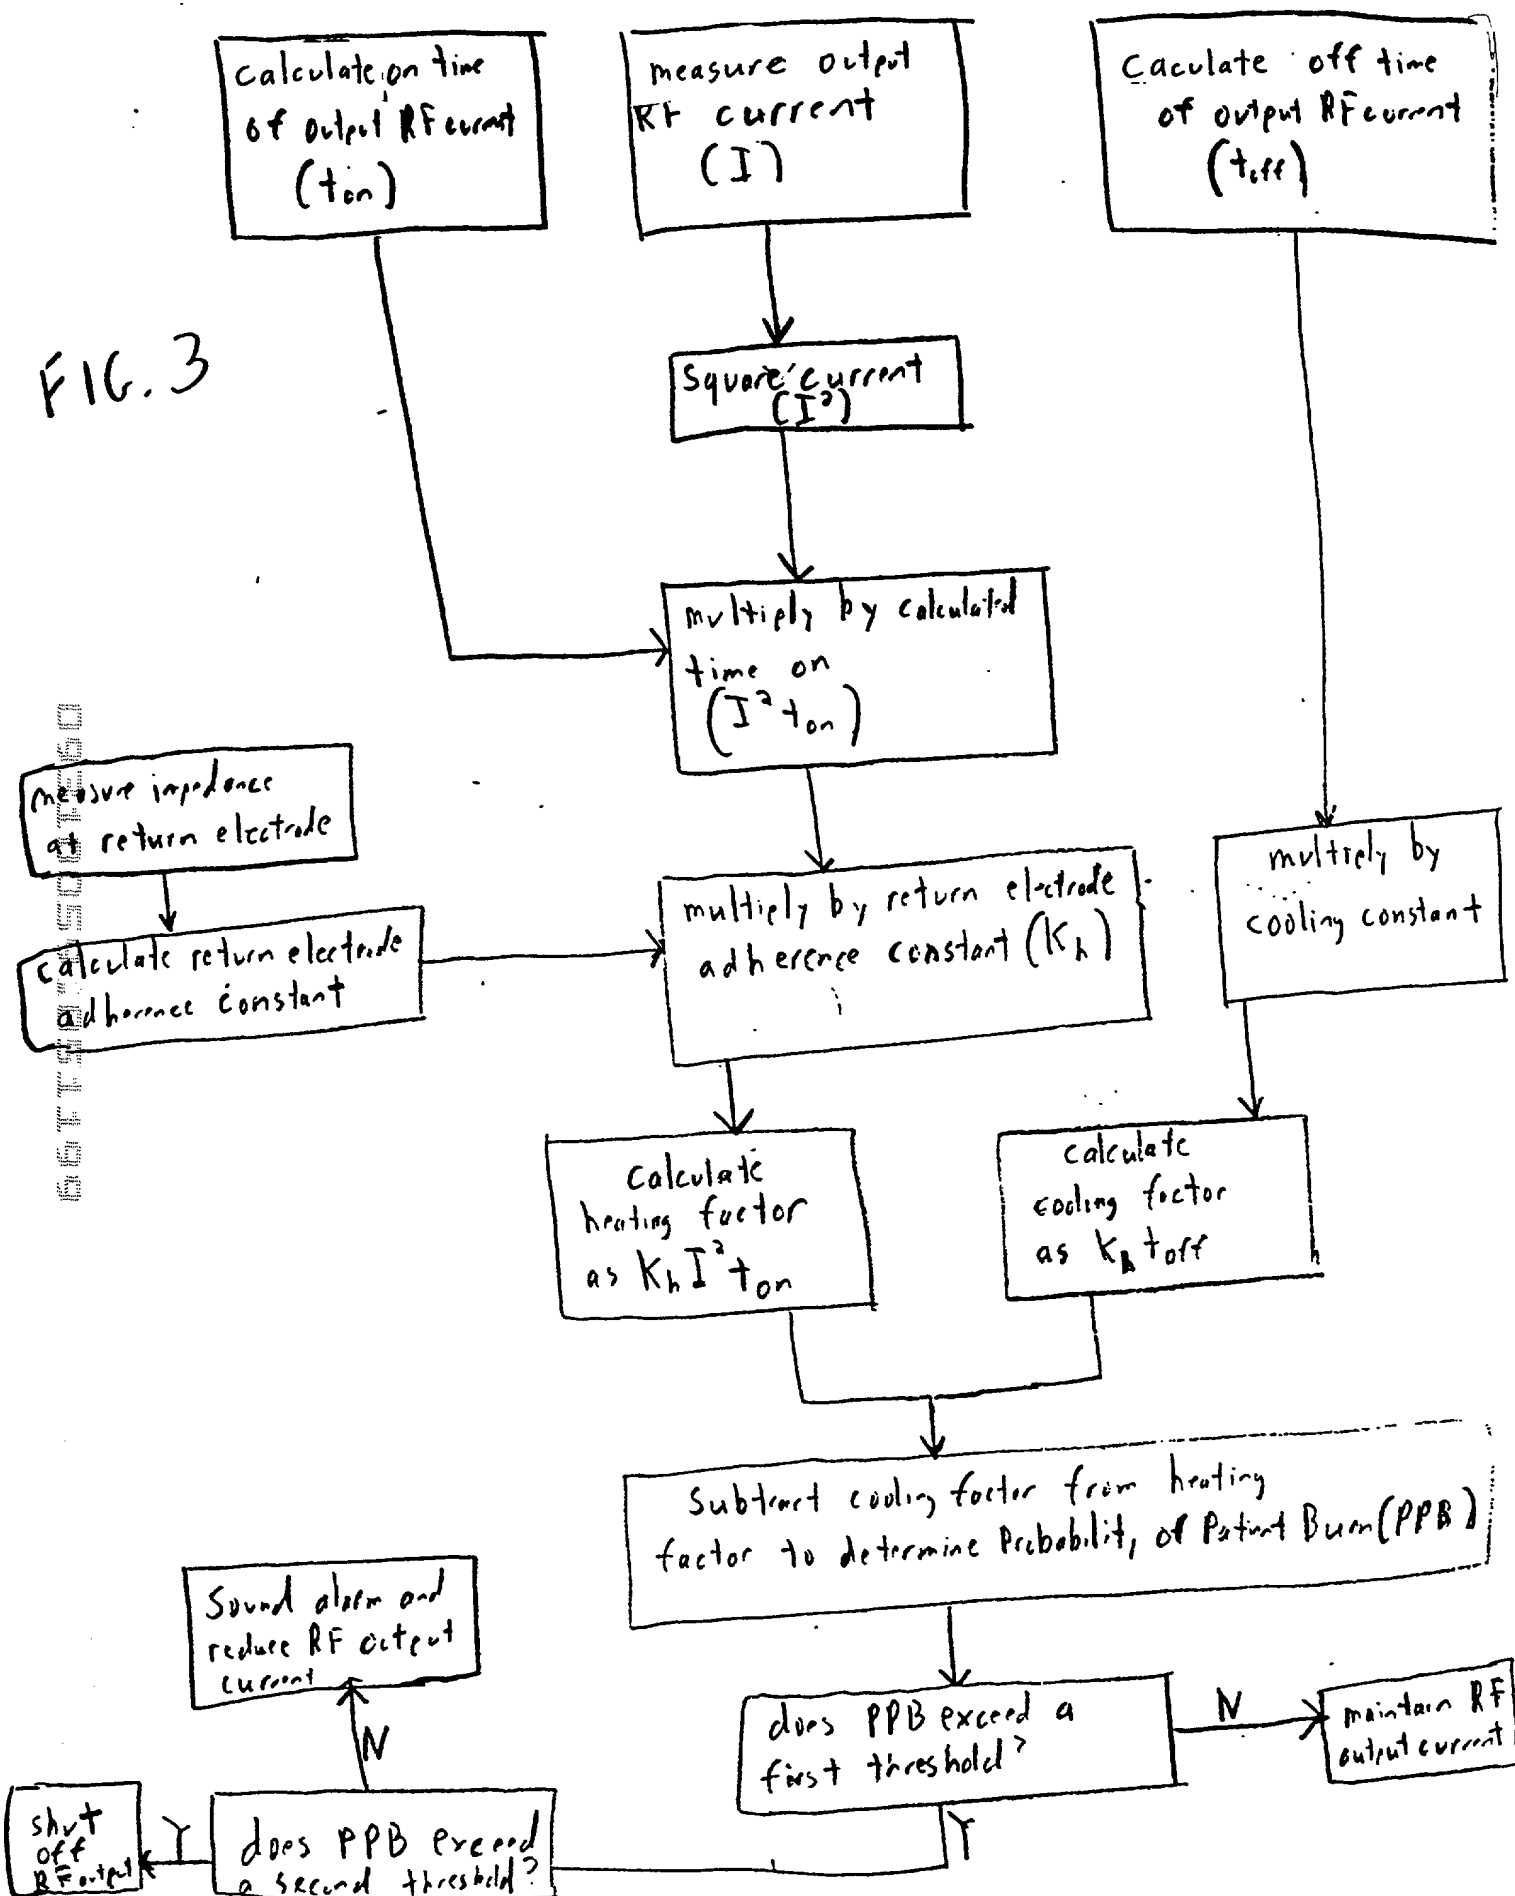 Calculate on time
of output RF current
(ton)
measure output
RF current
(I)
Caculate off time
of output RF current
(toff)
FIG. 3
Square current
(I²)
multiply by calculated
time on
(I² ton)
measure impedance
at return electrode
calculate return electrode
adherence constant
multiply by return electrode
adherence constant (Kh)
multiply by
cooling constant
Calculate
heating factor
as Kh I² ton
calculate
cooling factor
as K toff
Subtract cooling factor from heating
factor to determine Probability of Patient Burn (PPB)
Sound alarm and
reduce RF output
current
N
does PPB exceed a
first threshold?
N
maintain RF
output current
Y
does PPB exceed
a second threshold?
Y
shut
off
RF output